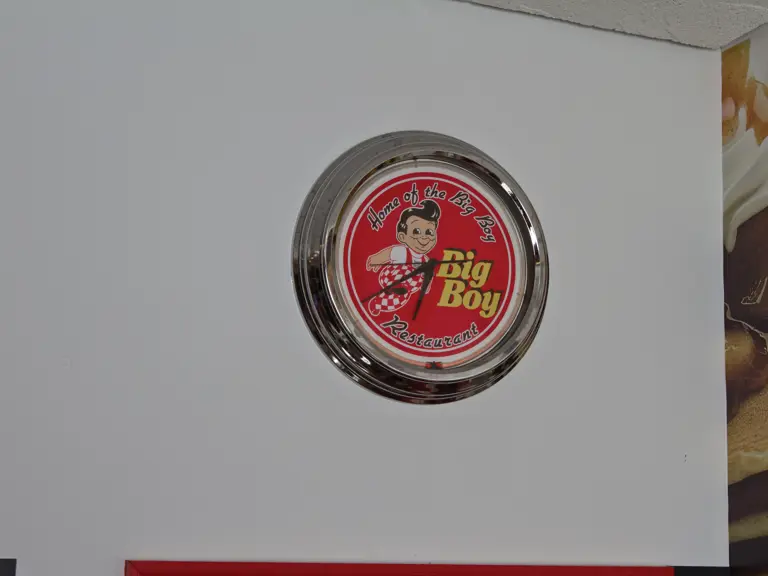 Home of the Big Boy
Big
Boy
Restaurant